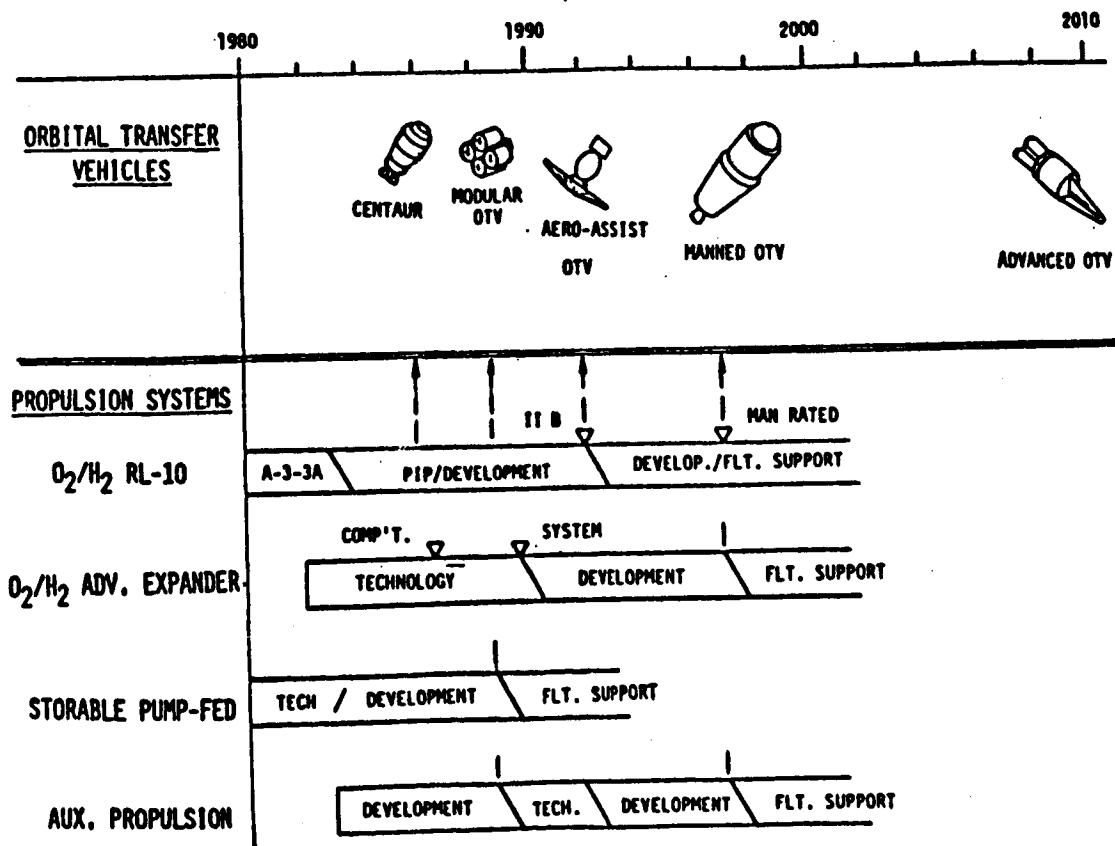 1980 1990 2000 2010
ORBITAL TRANSFER
VEHICLES
CENTAUR
MODULAR
OTV
AERO-ASSIST
OTV
MANNED OTV
ADVANCED OTV
PROPULSION SYSTEMS
II B
MAN RATED
O2/H2 RL-10
A-3-3A
PIP/DEVELOPMENT
DEVELOP./FLT. SUPPORT
COMP'T.
SYSTEM
O2/H2 ADV. EXPANDER
TECHNOLOGY
DEVELOPMENT
FLT. SUPPORT
STORABLE PUMP-FED
TECH / DEVELOPMENT
FLT. SUPPORT
AUX. PROPULSION
DEVELOPMENT
TECH.
DEVELOPMENT
FLT. SUPPORT